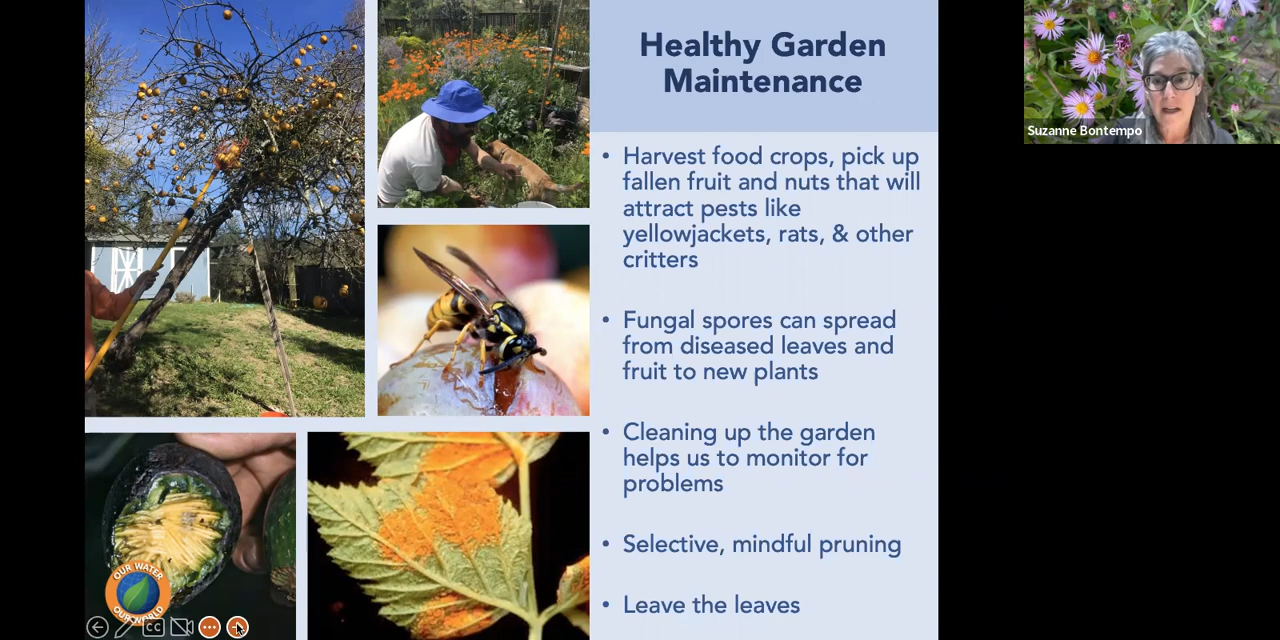 Healthy Garden
Maintenance
• Harvest food crops, pick up
fallen fruit and nuts that will
attract pests like
yellowjackets, rats, & other
critters
• Fungal spores can spread
from diseased leaves and
fruit to new plants
• Cleaning up the garden
helps us to monitor for
problems
• Selective, mindful pruning
• Leave the leaves
Suzanne Bontempo
OUR WATER
OUR WORLD
CC